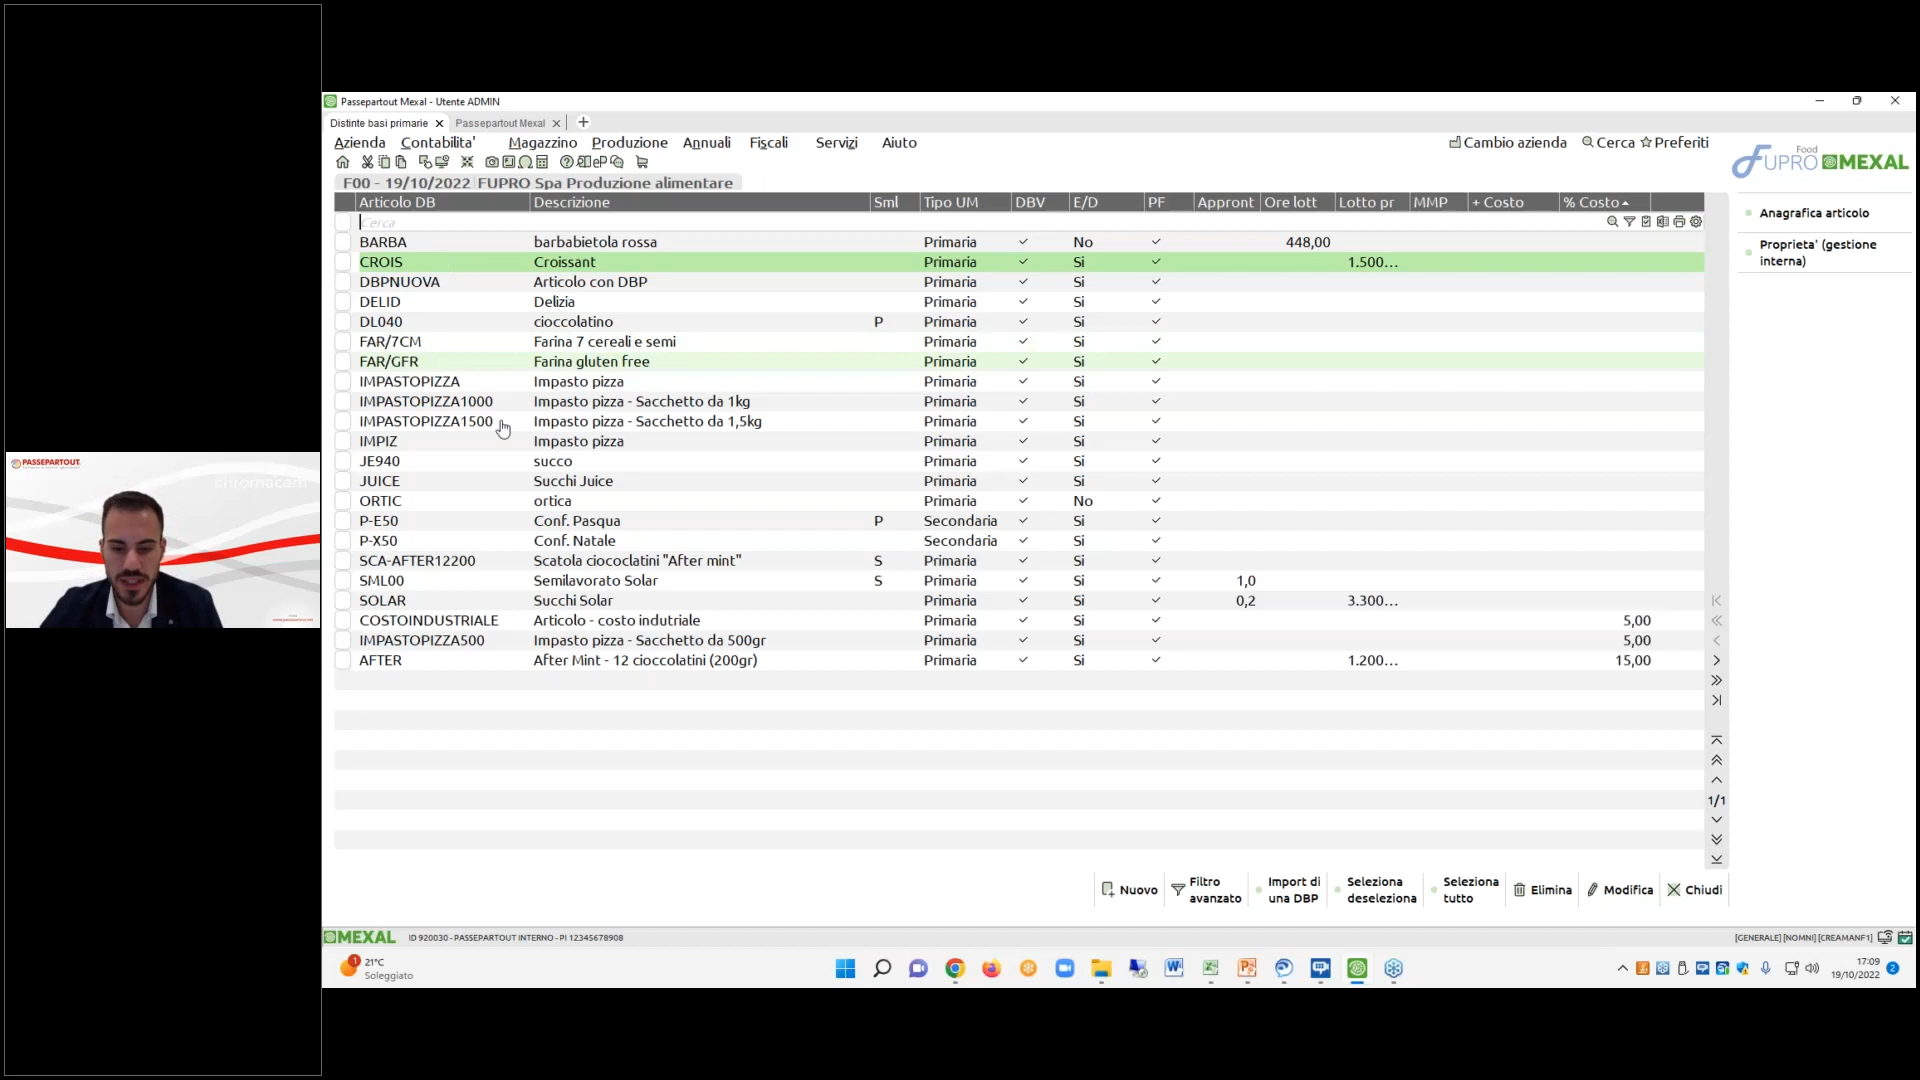 Passepartout Mexal - Utente ADMIN
Distinte basi primarie
Passepartout Mexal
Azienda Contabilita' Magazzino Produzione Annuali Fiscali Servizi Aiuto
Cambio azienda Cerca Preferiti
Food
FUPRO MEXAL
F00 - 19/10/2022 FUPRO Spa Produzione alimentare
Articolo DB Descrizione Sml Tipo UM DBV E/D PF Appront Ore lott Lotto pr MMP + Costo % Costo
Cerca
BARBA barbabietola rossa Primaria No 448,00
CROIS Croissant Primaria Si 1.500...
DBPNUOVA Articolo con DBP Primaria Si
DELID Delizia Primaria Si
DL040 cioccolatino P Primaria Si
FAR/7CM Farina 7 cereali e semi Primaria Si
FAR/GFR Farina gluten free Primaria Si
IMPASTOPIZZA Impasto pizza Primaria Si
IMPASTOPIZZA1000 Impasto pizza - Sacchetto da 1kg Primaria Si
IMPASTOPIZZA1500 Impasto pizza - Sacchetto da 1,5kg Primaria Si
IMPIZ Impasto pizza Primaria Si
JE940 succo Primaria Si
JUICE Succhi Juice Primaria Si
ORTIC ortica Primaria No
P-E50 Conf. Pasqua P Secondaria Si
P-X50 Conf. Natale Secondaria Si
SCA-AFTER12200 Scatola ciococlatini "After mint" S Primaria Si
SML00 Semilavorato Solar S Primaria Si 1,0
SOLAR Succhi Solar Primaria Si 0,2 3.300...
COSTOINDUSTRIALE Articolo - costo indutriale Primaria Si 5,00
IMPASTOPIZZA500 Impasto pizza - Sacchetto da 500gr Primaria Si 5,00
AFTER After Mint - 12 cioccolatini (200gr) Primaria Si 1.200... 15,00
Anagrafica articolo
Proprieta' (gestione
interna)
1/1
Nuovo
Filtro
avanzato
Import di
una DBP
Seleziona
deseleziona
Seleziona
tutto
Elimina
Modifica
Chiudi
MEXAL ID 920030 - PASSEPARTOUT INTERNO - PI 12345678908
[GENERALE] [NOMNI] [CREAMANF1]
1
21°C
Soleggiato
17:09
19/10/2022
2
PASSEPARTOUT
chromacam